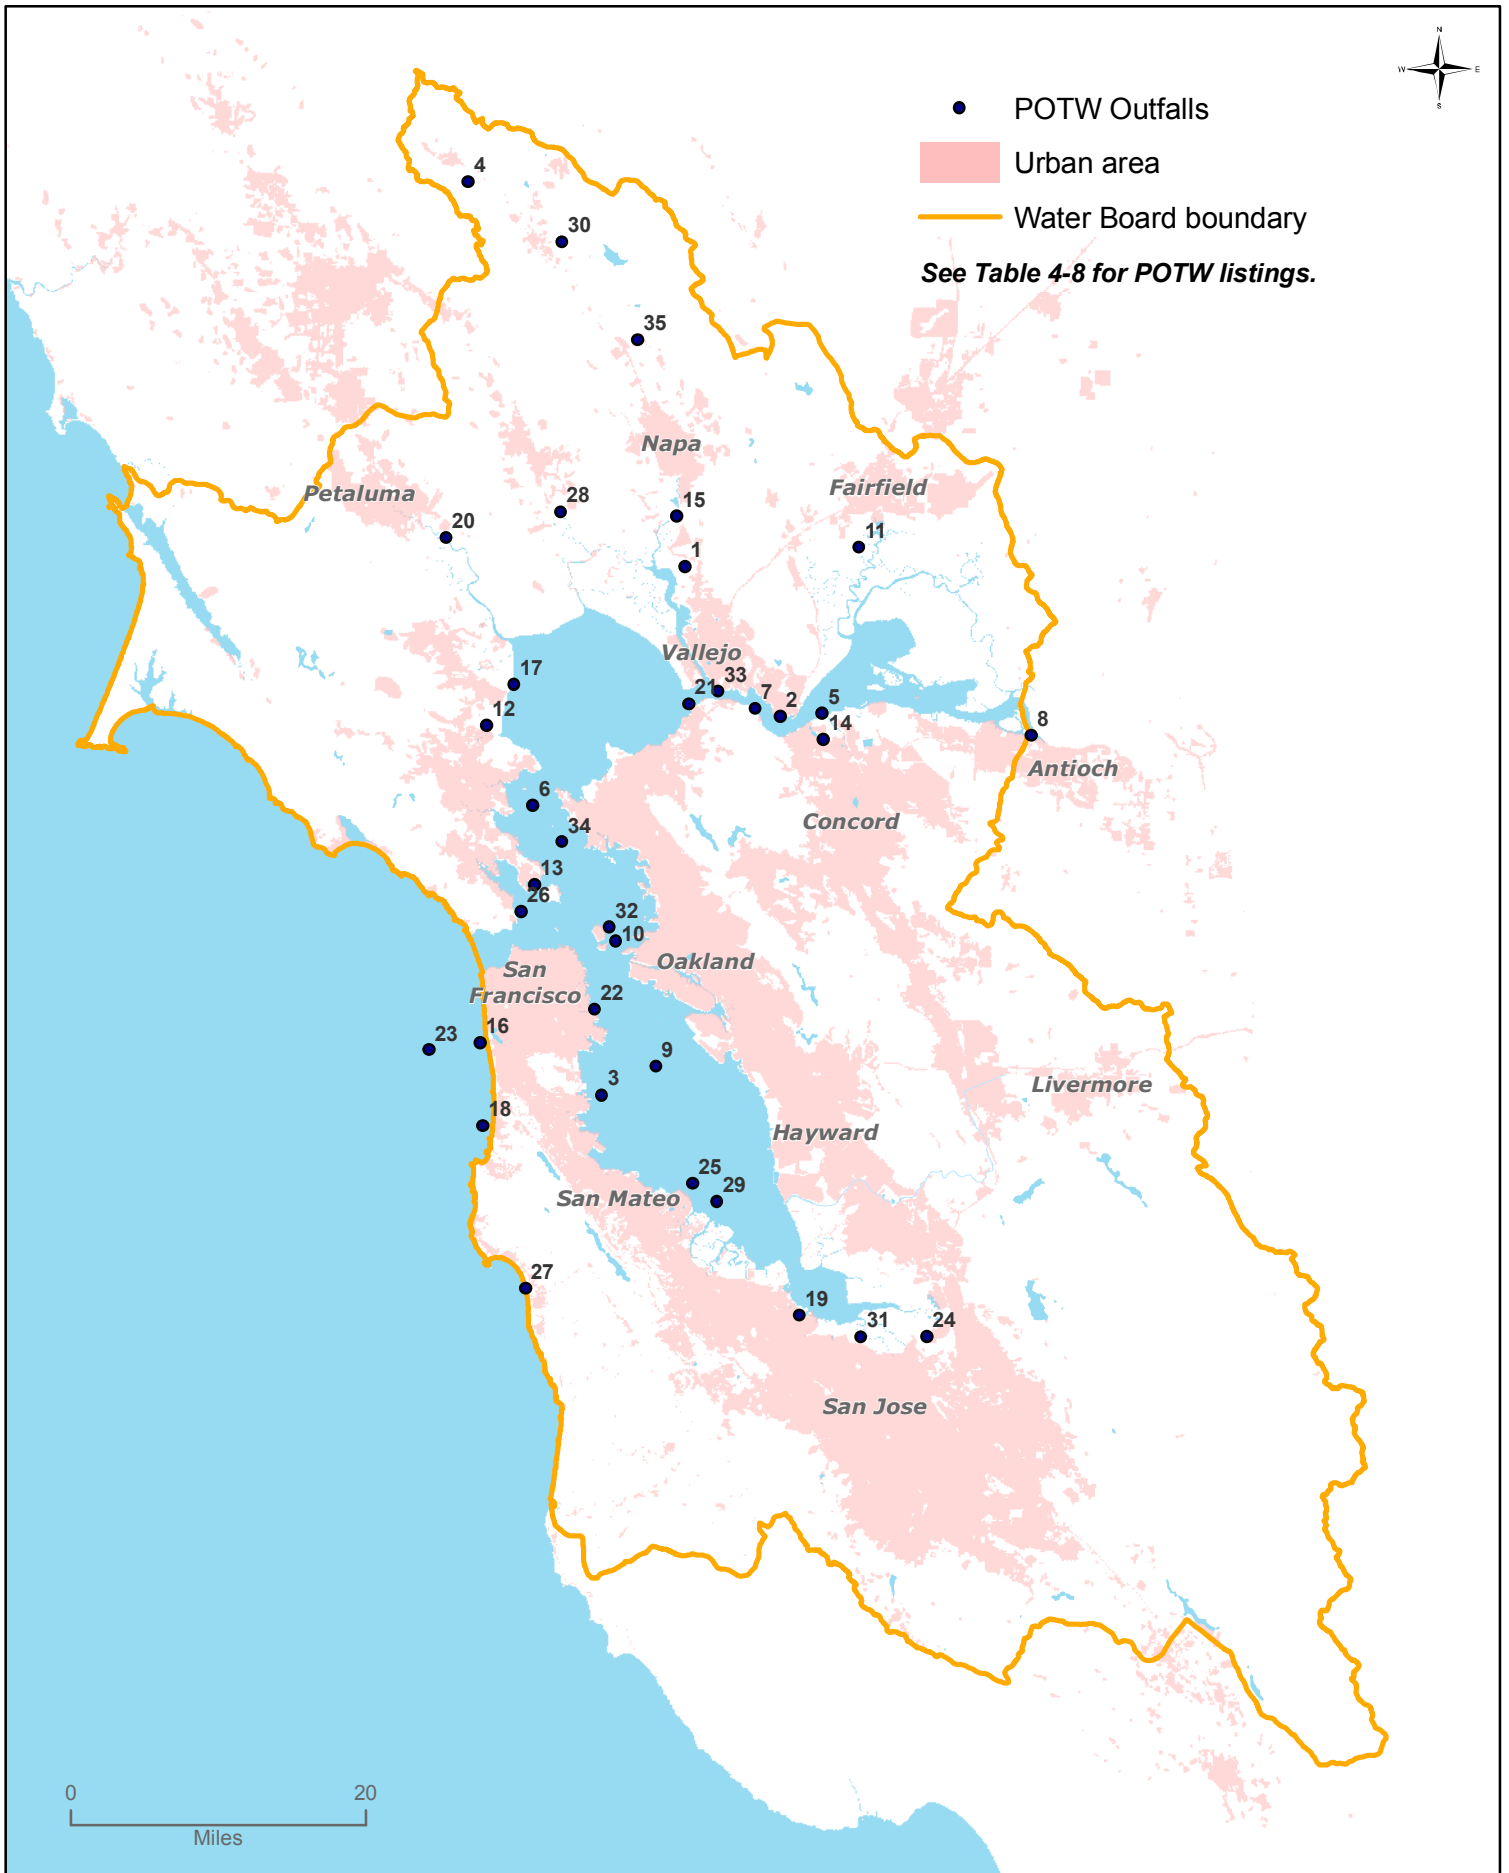 N
W E
S
POTW Outfalls
Urban area
Water Board boundary
See Table 4-8 for POTW listings.
4
30
35
Napa
Petaluma
Fairfield
28
15
20
11
1
Vallejo
17
33
21
7
2
5
12
14
8
Antioch
6
Concord
34
13
26
32
10
Oakland
San
Francisco
22
16
23
9
Livermore
3
18
Hayward
25
San Mateo
29
27
19
31
24
San Jose
0 20
Miles